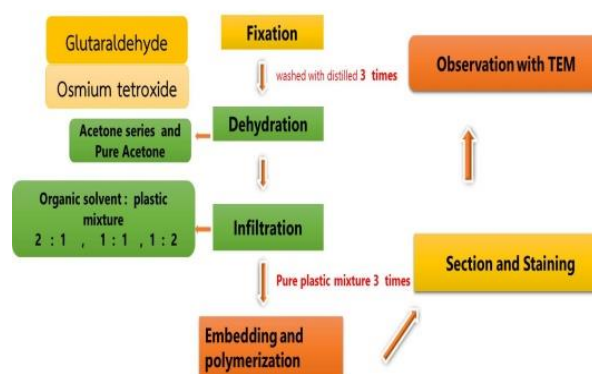 Glutaraldehyde
Osmium tetroxide
Fixation
washed with distilled 3 times
Observation with TEM
Acetone series and
Pure Acetone
Dehydration
Organic solvent : plastic
mixture
2 : 1 , 1 : 1 , 1 : 2
Infiltration
Pure plastic mixture 3 times
Section and Staining
Embedding and
polymerization